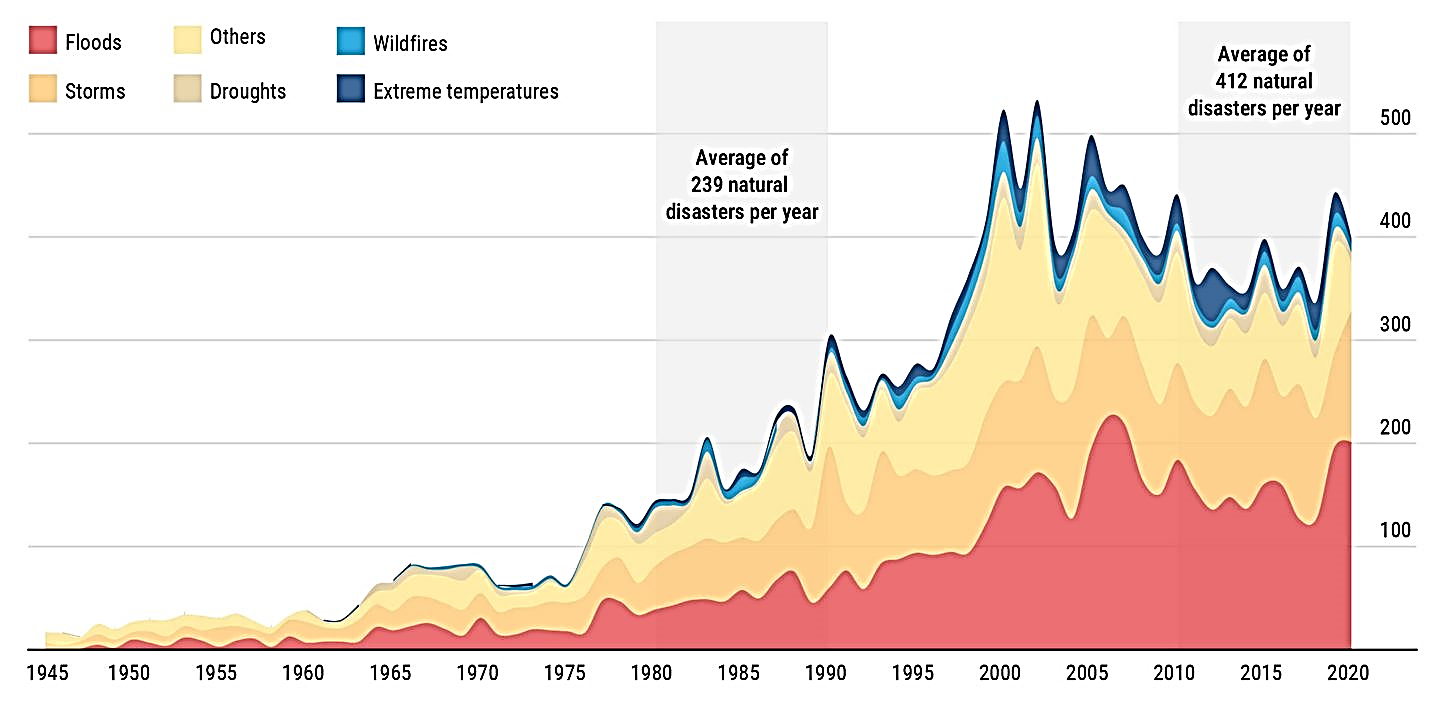 Floods
Others
Wildfires
Storms
Droughts
Extreme temperatures
Average of
239 natural
disasters per year
Average of
412 natural
disasters per year
500
400
300
200
100
1945 1950 1955 1960 1965 1970 1975 1980 1985 1990 1995 2000 2005 2010 2015 2020